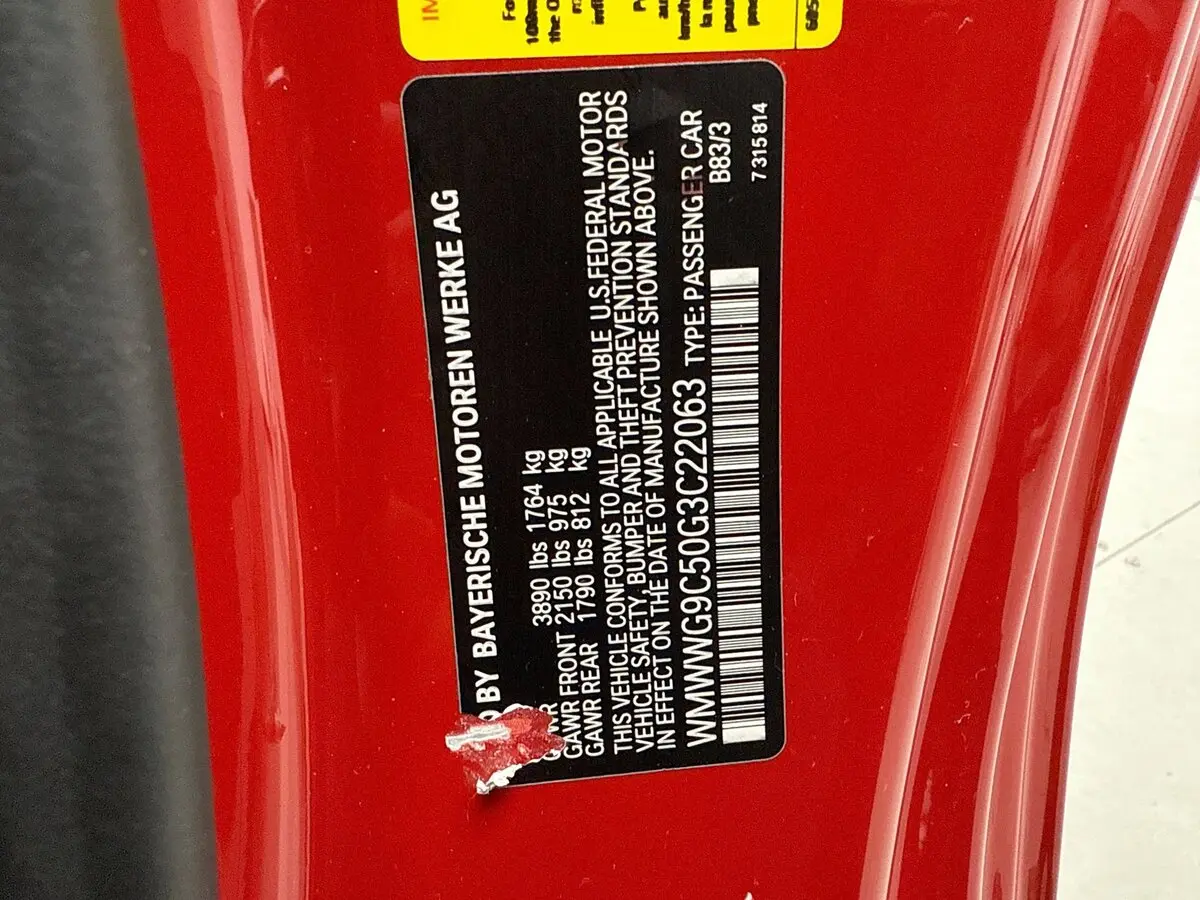 BY BAYERISCHE MOTOREN WERKE AG
3890 lbs 1764 kg
GAWR FRONT 2150 lbs 975 kg
GAWR REAR 1790 lbs 812 kg
THIS VEHICLE CONFORMS TO ALL APPLICABLE U.S.FEDERAL MOTOR
VEHICLE SAFETY, BUMPER AND THEFT PREVENTION STANDARDS
IN EFFECT ON THE DATE OF MANUFACTURE SHOWN ABOVE.
WMWWG9C50G3C22063 TYPE: PASSENGER CAR
B83/3
7315814